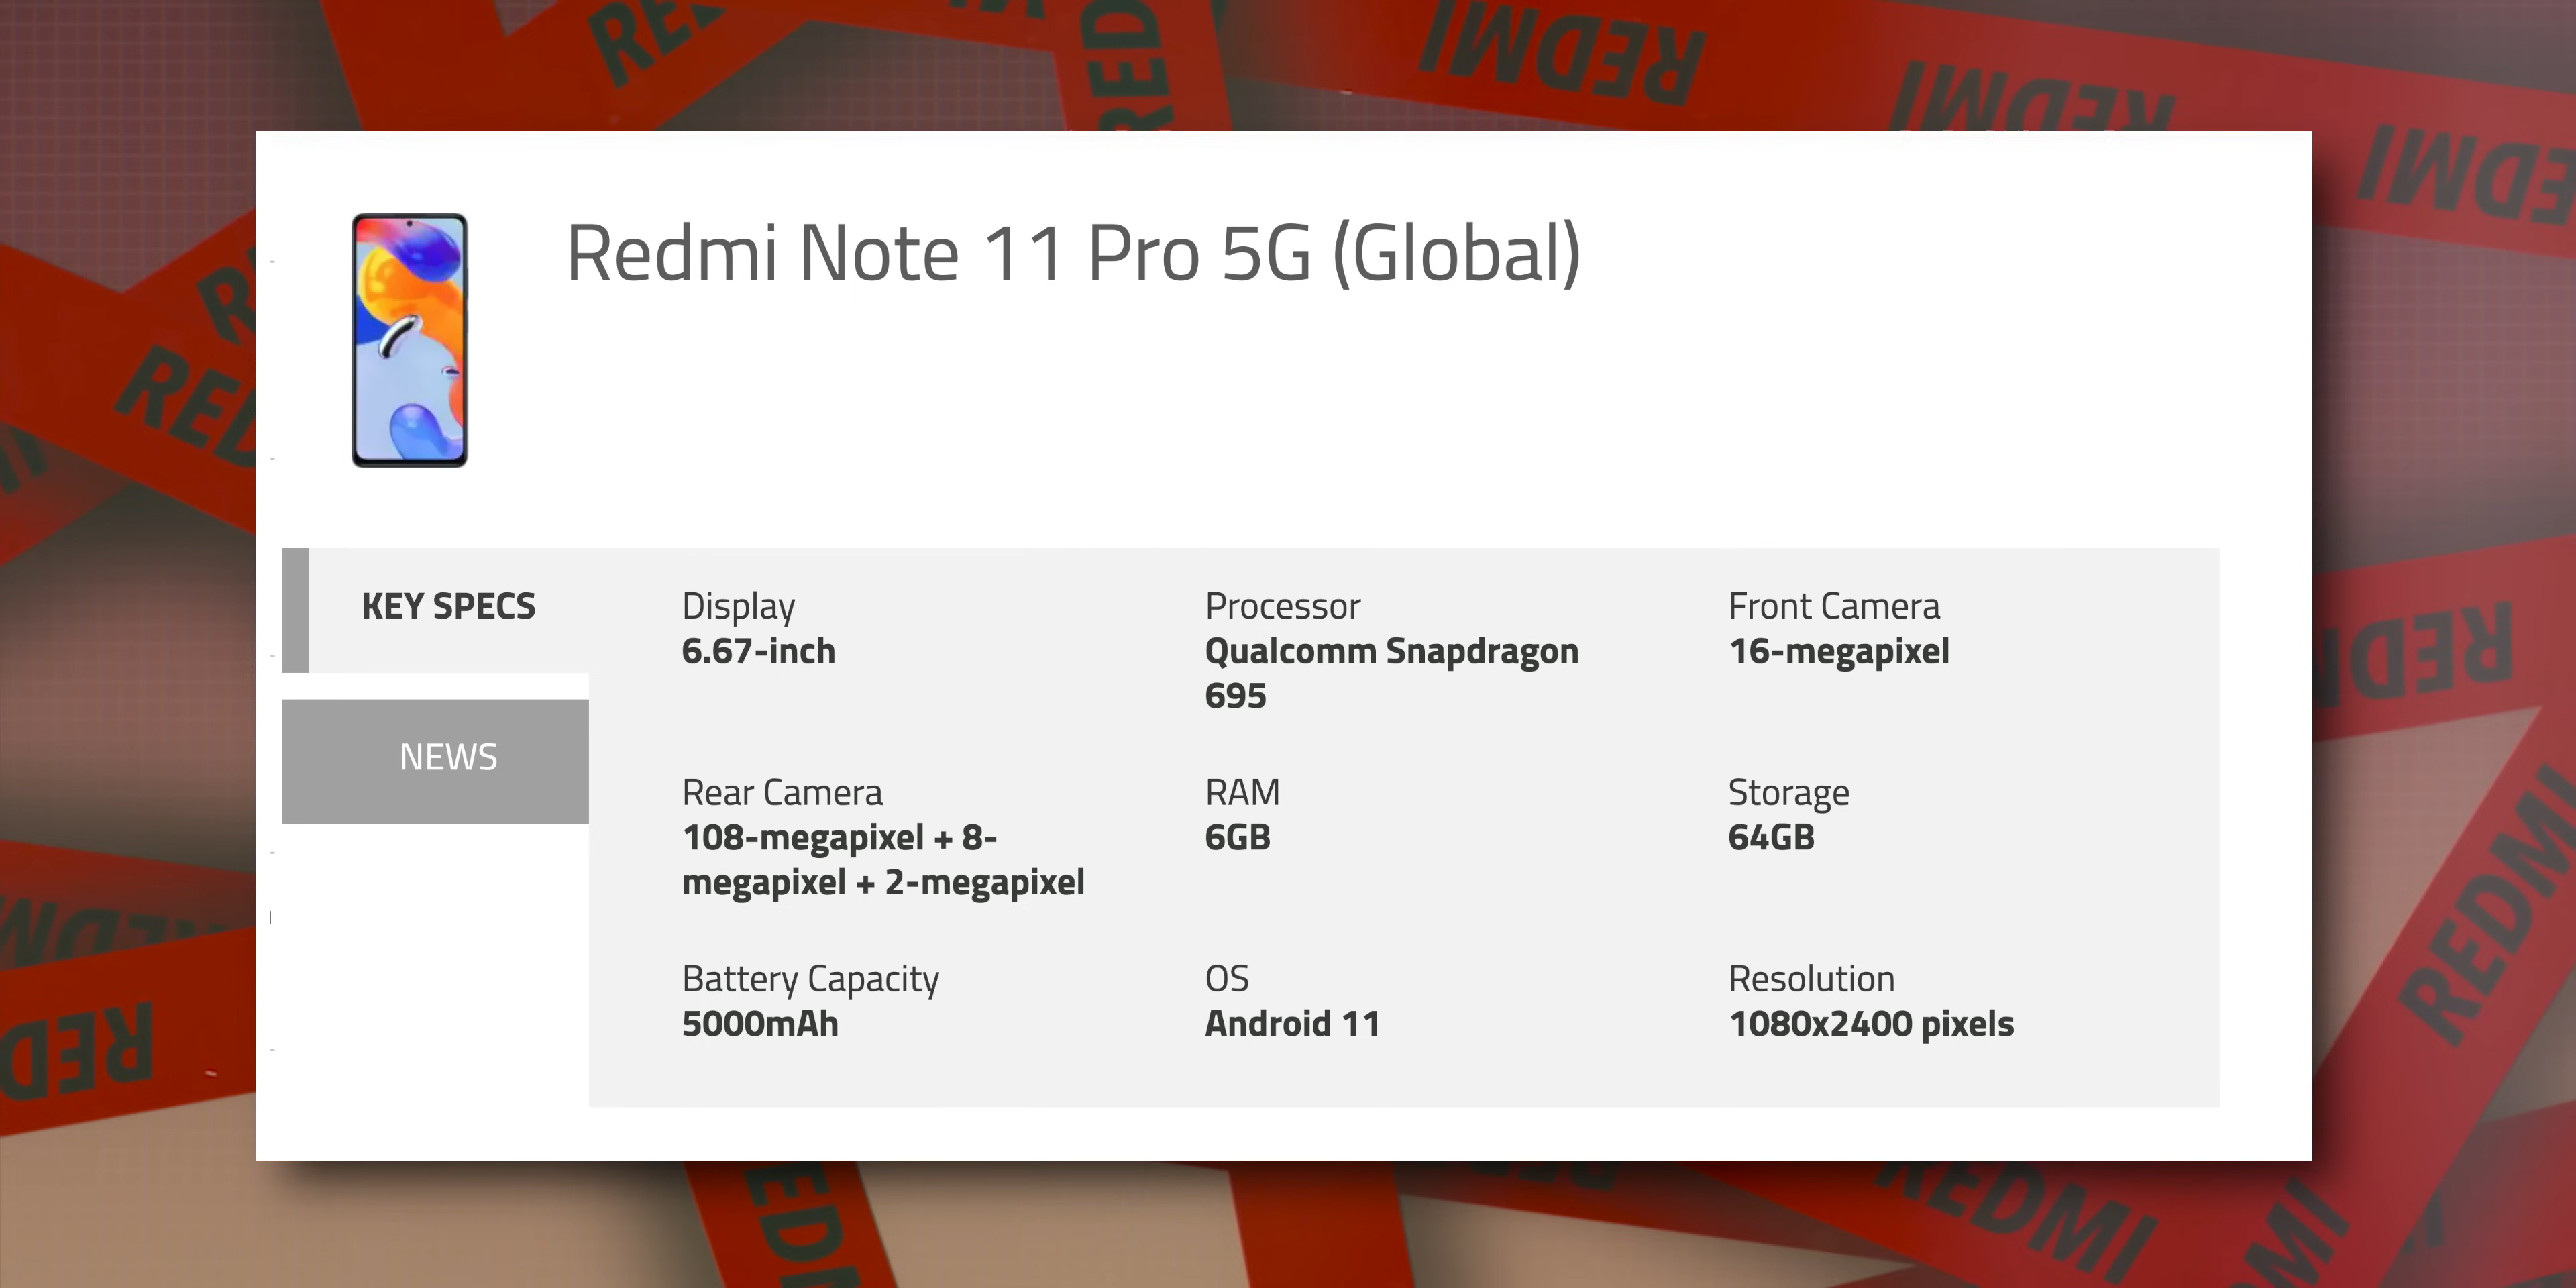 REDMI
REDMI
REDMI
Redmi Note 11 Pro 5G (Global)
KEY SPECS
NEWS
Display
6.67-inch
Processor
Qualcomm Snapdragon
695
Front Camera
16-megapixel
Rear Camera
108-megapixel + 8-
megapixel + 2-megapixel
RAM
6GB
Storage
64GB
Battery Capacity
5000mAh
OS
Android 11
Resolution
1080x2400 pixels
REDMI
REDMI